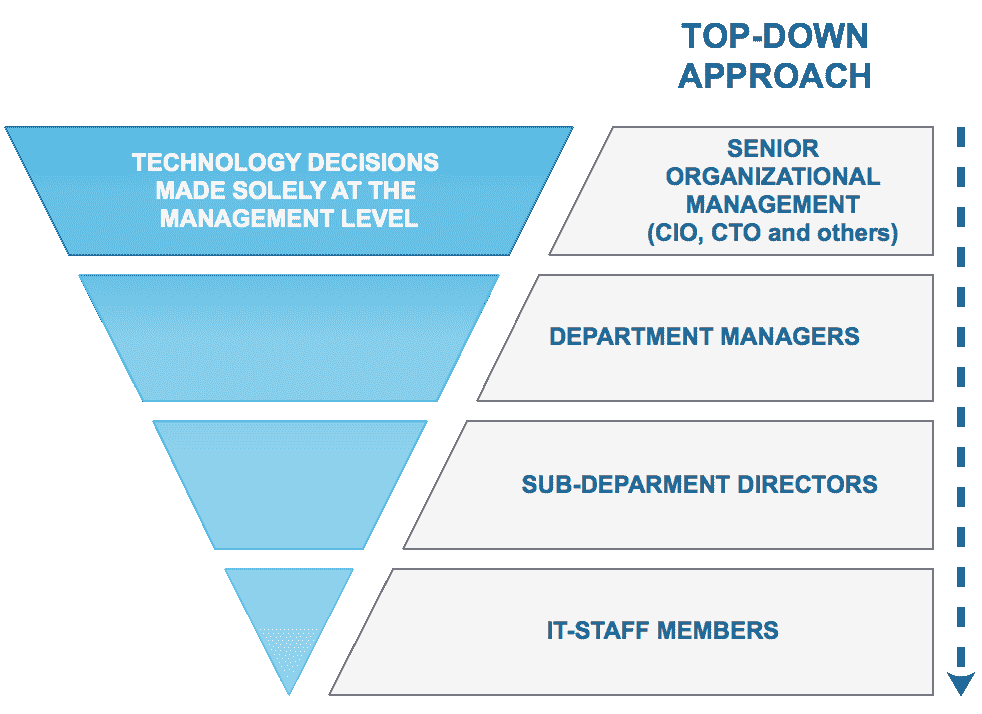 TOP-DOWN
APPROACH
TECHNOLOGY DECISIONS
MADE SOLELY AT THE
MANAGEMENT LEVEL
SENIOR
ORGANIZATIONAL
MANAGEMENT
(CIO, CTO and others)
DEPARTMENT MANAGERS
SUB-DEPARMENT DIRECTORS
IT-STAFF MEMBERS